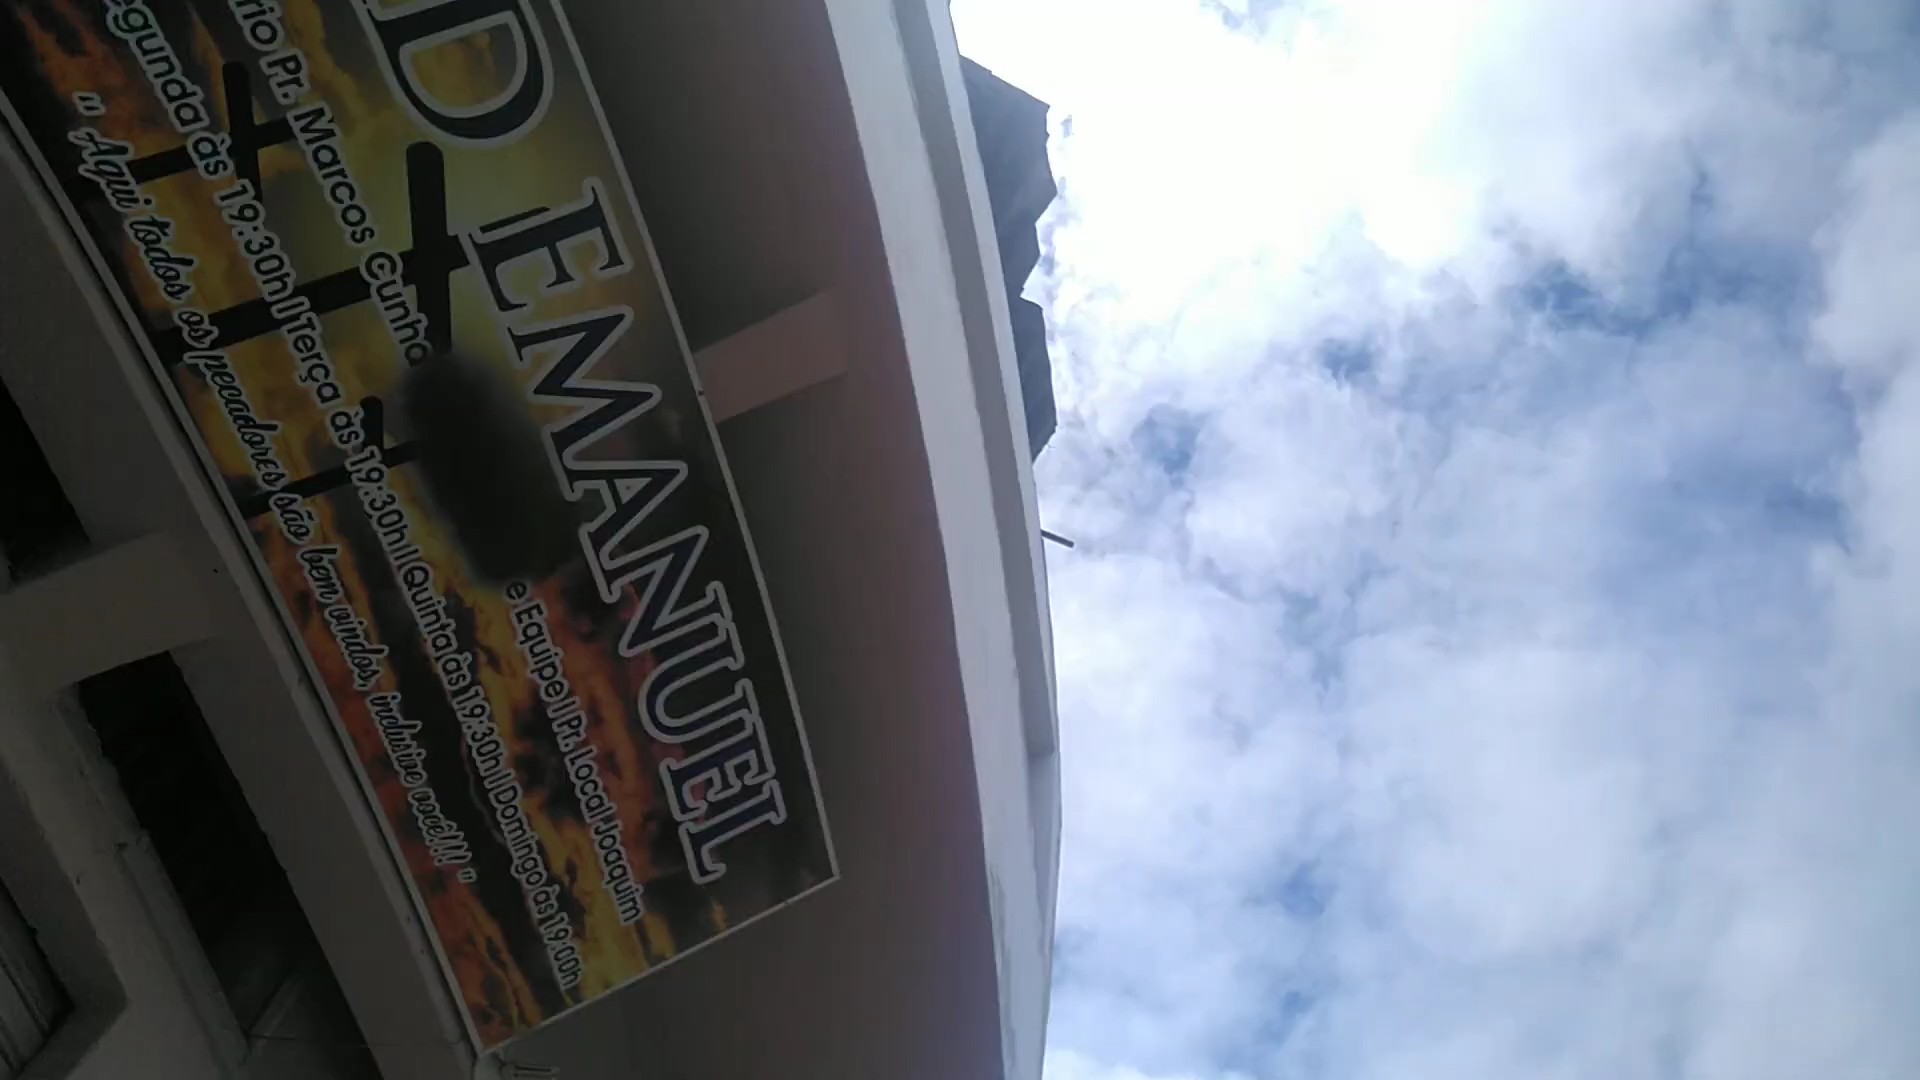 D EMANUEL
rio Pr. Marcos Cunha e Equipe | Pr. Local Joaquim
egunda às 19:30h | Terça às 19:30h | Quinta às 19:30h | Domingo às 19:00h
" Aqui todos os pecadores são bem vindos, inclusive você!!! "